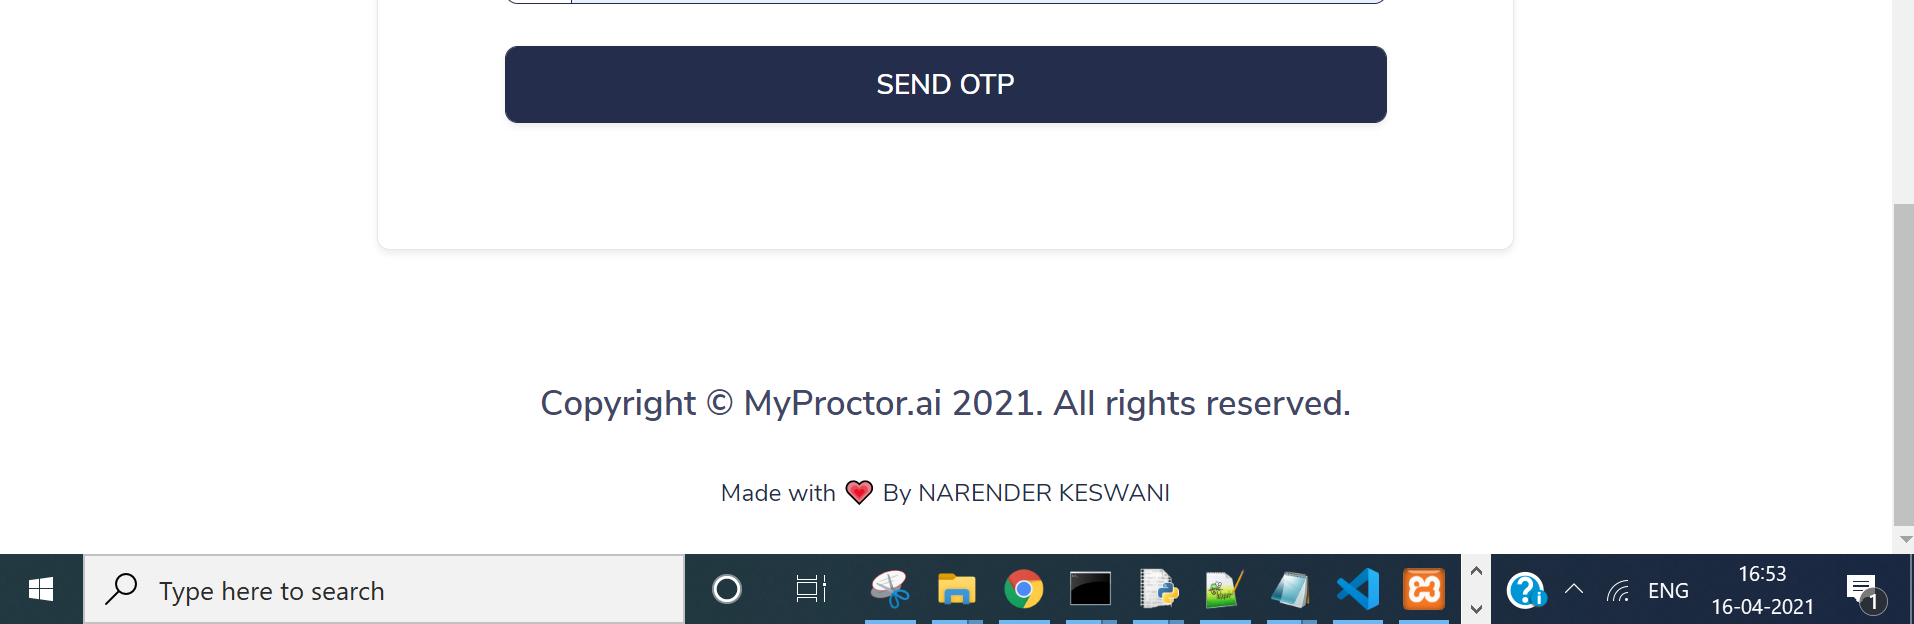 SEND OTP
Copyright © MyProctor.ai 2021. All rights reserved.
Made with ❤ By NARENDER KESWANI
Type here to search
ENG
16:53
16-04-2021
1